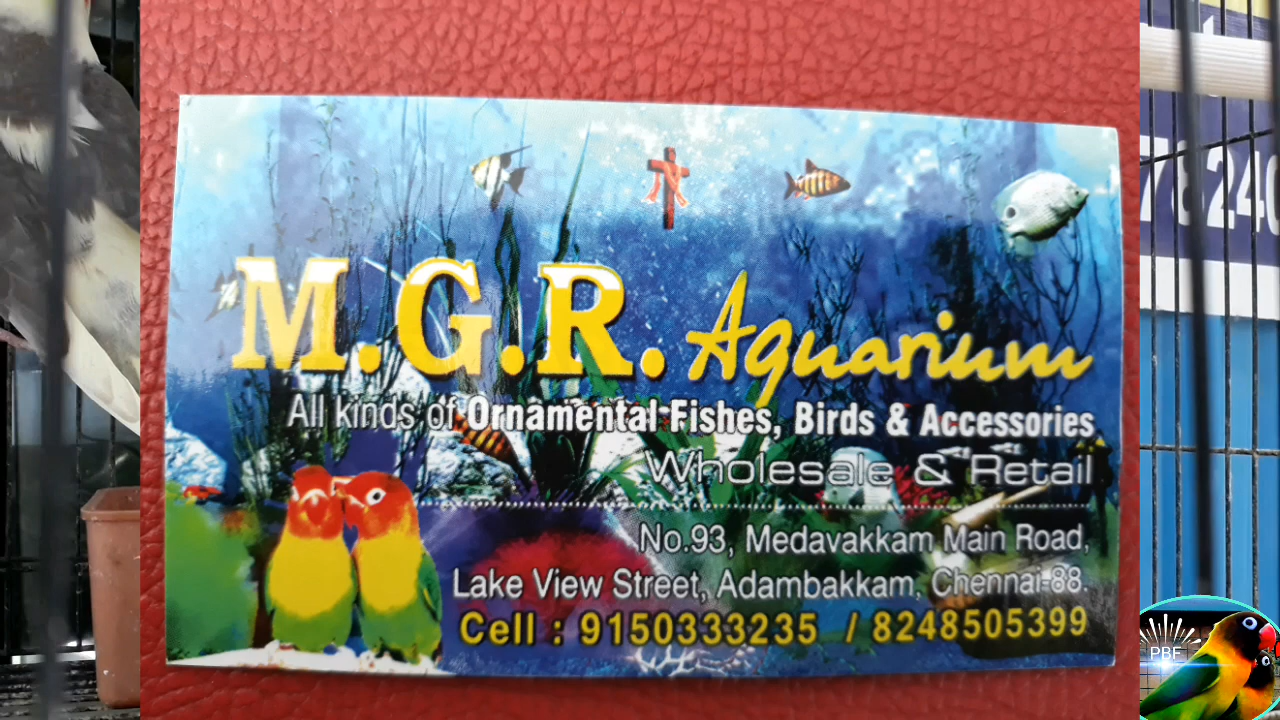 M.G.R. Aquarium
All kinds of Ornamental Fishes, Birds & Accessories
Wholesale & Retail
No.93, Medavakkam Main Road,
Lake View Street, Adambakkam, Chennai-88.
Cell : 9150333235 / 8248505399
PBF